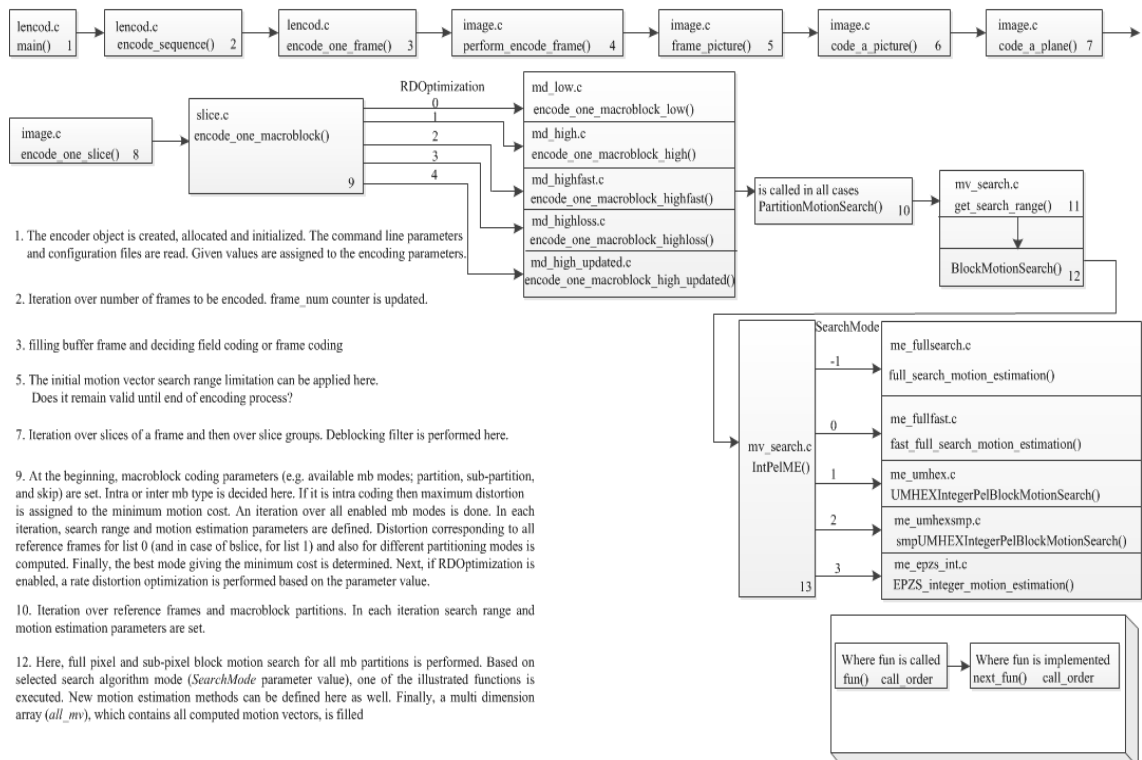 lencod.c
main() 1
lencod.c
encode_sequence() 2
lencod.c
encode_one_frame() 3
image.c
perform_encode_frame() 4
image.c
frame_picture() 5
image.c
code_a_picture() 6
image.c
code_a_plane() 7
image.c
encode_one_slice() 8
slice.c
encode_one_macroblock()
9
RDOptimization
0
1
2
3
4
md_low.c
encode_one_macroblock_low()
md_high.c
encode_one_macroblock_high()
md_highfast.c
encode_one_macroblock_highfast()
md_highloss.c
encode_one_macroblock_highloss()
md_high_updated.c
encode_one_macroblock_high_updated()
is called in all cases
PartitionMotionSearch() 10
mv_search.c
get_search_range() 11
BlockMotionSearch()
12
1. The encoder object is created, allocated and initialized. The command line parameters
and configuration files are read. Given values are assigned to the encoding parameters.
2. Iteration over number of frames to be encoded. frame_num counter is updated.
3. filling buffer frame and deciding field coding or frame coding
5. The initial motion vector search range limitation can be applied here.
Does it remain valid until end of encoding process?
7. Iteration over slices of a frame and then over slice groups. Deblocking filter is performed here.
9. At the beginning, macroblock coding parameters (e.g. available mb modes; partition, sub-partition,
and skip) are set. Intra or inter mb type is decided here. If it is intra coding then maximum distortion
is assigned to the minimum motion cost. An iteration over all enabled mb modes is done. In each
iteration, search range and motion estimation parameters are defined. Distortion corresponding to all
reference frames for list 0 (and in case of bslice, for list 1) and also for different partitioning modes is
computed. Finally, the best mode giving the minimum cost is determined. Next, if RDOptimization is
enabled, a rate distortion optimization is performed based on the parameter value.
10. Iteration over reference frames and macroblock partitions. In each iteration search range and
motion estimation parameters are set.
12. Here, full pixel and sub-pixel block motion search for all mb partitions is performed. Based on
selected search algorithm mode (SearchMode parameter value), one of the illustrated functions is
executed. New motion estimation methods can be defined here as well. Finally, a multi dimension
array (all_mv), which contains all computed motion vectors, is filled
mv_search.c
IntPelME()
13
SearchMode
-1
0
1
2
3
me_fullsearch.c
full_search_motion_estimation()
me_fullfast.c
fast_full_search_motion_estimation()
me_umhex.c
UMHEXIntegerPelBlockMotionSearch()
me_umhexsmp.c
smpUMHEXIntegerPelBlockMotionSearch()
me_epzs_int.c
EPZS_integer_motion_estimation()
Where fun is called
fun() call_order
Where fun is implemented
next_fun() call_order